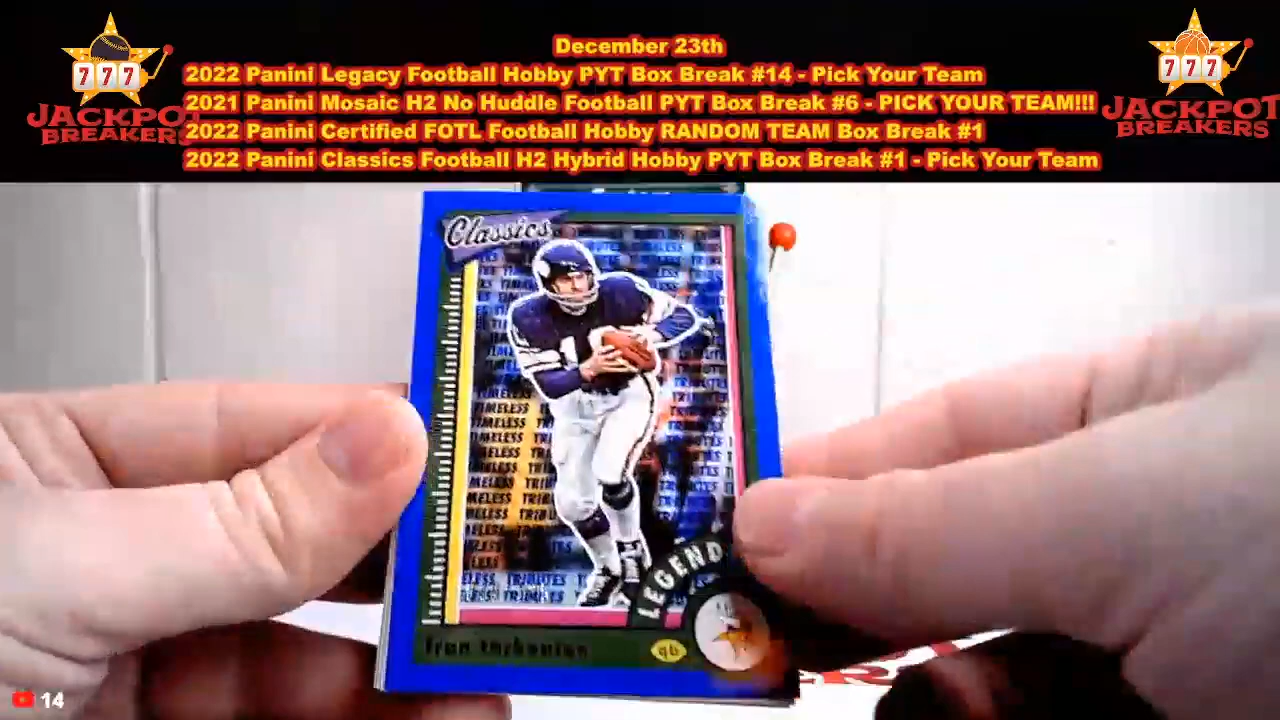 December 23th
2022 Panini Legacy Football Hobby PYT Box Break #14 - Pick Your Team
2021 Panini Mosaic H2 No Huddle Football PYT Box Break #6 - PICK YOUR TEAM!!!
2022 Panini Certified FOTL Football Hobby RANDOM TEAM Box Break #1
2022 Panini Classics Football H2 Hybrid Hobby PYT Box Break #1 - Pick Your Team
777
JACKPOT
BREAKERS
777
JACKPOT
BREAKERS
Classics
TIMELESS
TRIBUTES
LEGEND
fran tarkenton
qb
14